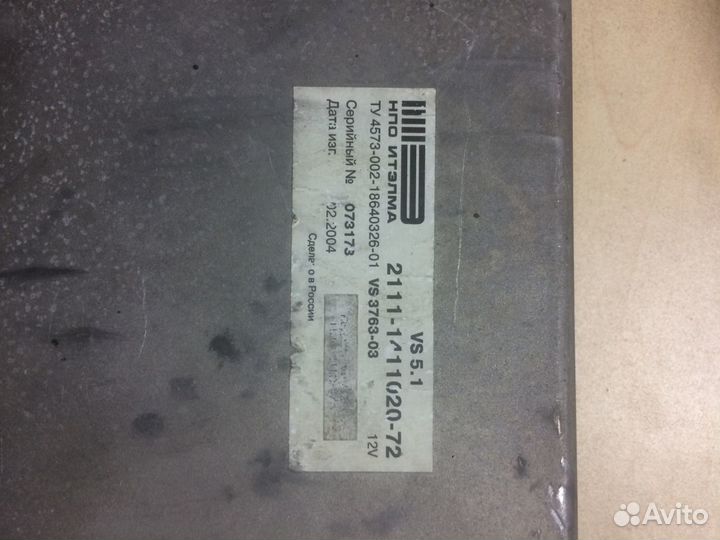 VS 5.1
НПО ИТЭЛМА 2111-1411020-72
ТУ 4573-002-18640326-01 VS 3763-03 12V
Серийный № 073173
Дата изг. 02.2004
Сделано в России
Avito